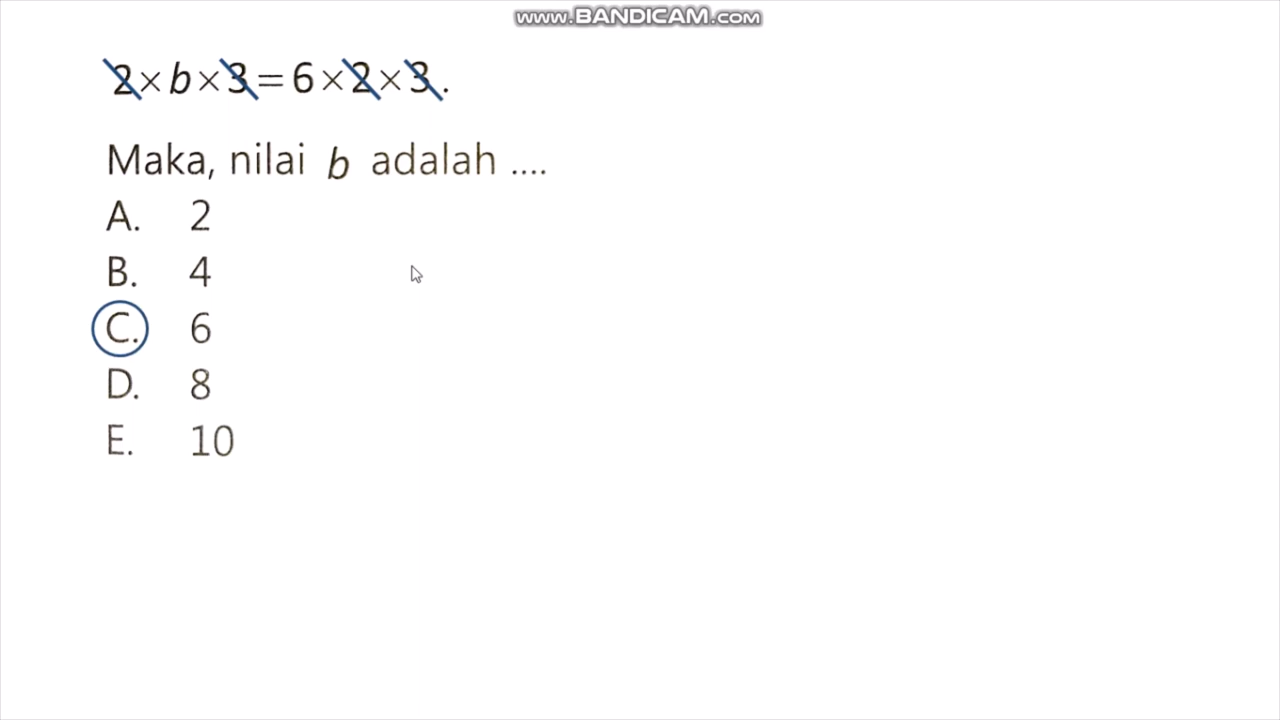 www.BANDICAM.com
2×b×3=6×2×3.
Maka, nilai b adalah ....
A. 2
B. 4
C. 6
D. 8
E. 10